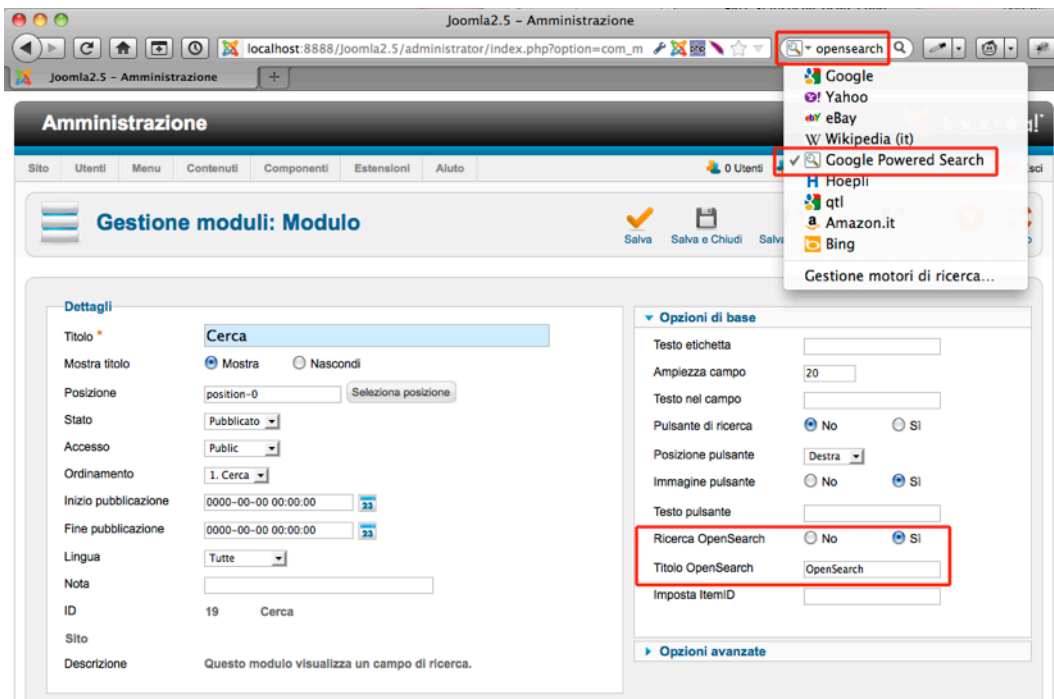 Joomla2.5 – Amministrazione
localhost:8888/Joomla2.5/administrator/index.php?option=com_m
opensearch
Joomla2.5 – Amministrazione
Google
Yahoo
eBay
Wikipedia (it)
Google Powered Search
Hoepli
qtl
Amazon.it
Bing
Gestione motori di ricerca...
Amministrazione
Sito Utenti Menu Contenuti Componenti Estensioni Aiuto 0 Utenti
Gestione moduli: Modulo
Salva Salva e Chiudi
Dettagli
Titolo * Cerca
Mostra titolo Mostra Nascondi
Posizione position-0 Seleziona posizione
Stato Pubblicato
Accesso Public
Ordinamento 1. Cerca
Inizio pubblicazione 0000-00-00 00:00:00 23
Fine pubblicazione 0000-00-00 00:00:00 23
Lingua Tutte
Nota
ID 19 Cerca
Sito
Descrizione Questo modulo visualizza un campo di ricerca.
Opzioni di base
Testo etichetta
Ampiezza campo 20
Testo nel campo
Pulsante di ricerca No Sì
Posizione pulsante Destra
Immagine pulsante No Sì
Testo pulsante
Ricerca OpenSearch No Sì
Titolo OpenSearch OpenSearch
Imposta ItemID
Opzioni avanzate